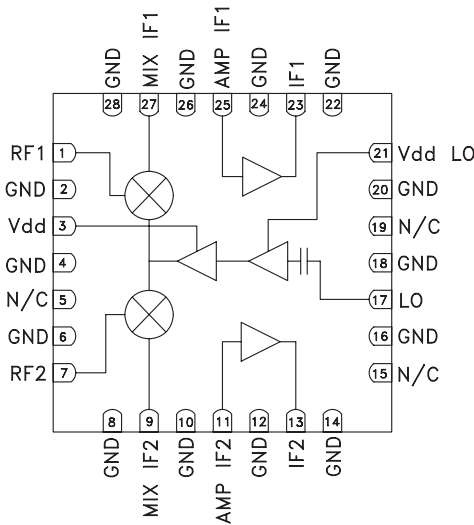 GND
MIX IF1
GND
AMP IF1
GND
IF1
GND
28
27
26
25
24
23
22
RF1
1
GND
2
Vdd
3
GND
4
N/C
5
GND
6
RF2
7
21
Vdd LO
20
GND
19
N/C
18
GND
17
LO
16
GND
15
N/C
8
9
10
11
12
13
14
GND
MIX IF2
GND
AMP IF2
GND
IF2
GND